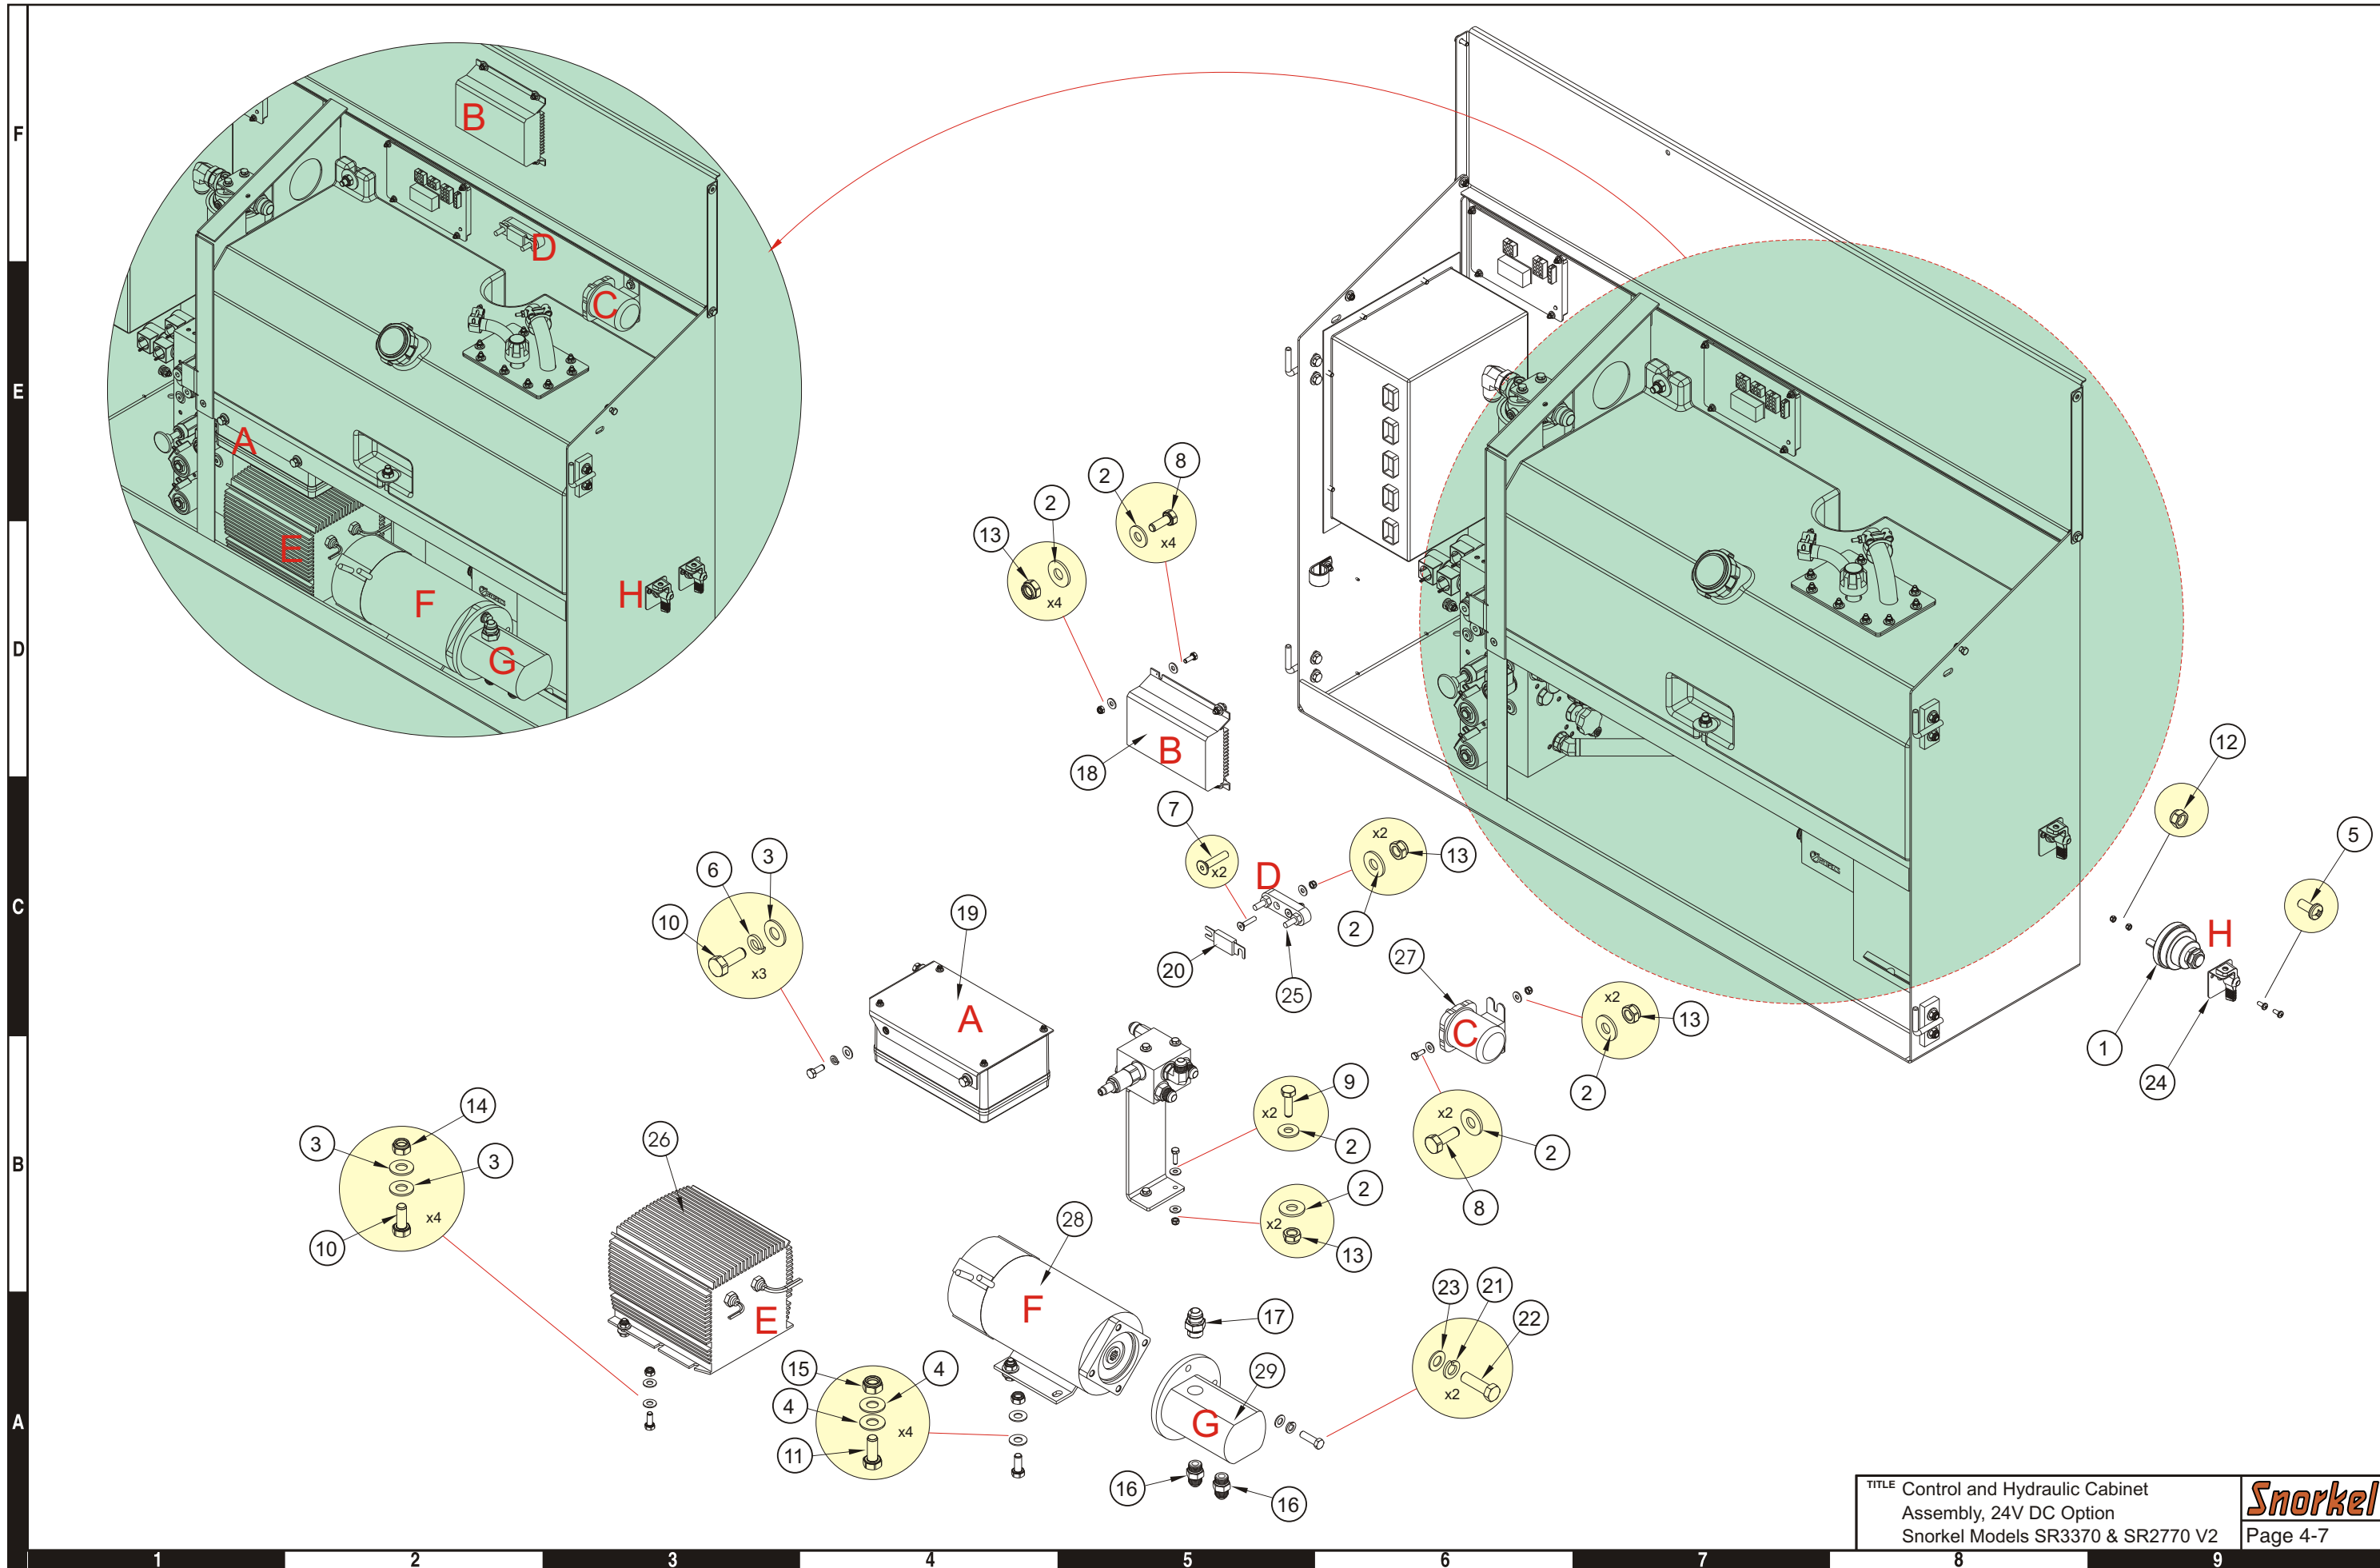 F
E
D
C
B
A
B
D
C
A
E
F
G
H
8
2
2
13
x4
x4
18
B
7
x2
x2
13
D
2
20
25
12
5
H
1
24
6
3
10
x3
19
A
27
C
x2
13
2
x2
2
8
9
x2
2
2
x2
13
14
3
3
10
x4
26
E
28
F
17
23
21
22
x2
29
G
15
4
4
11
x4
16
16
TITLE Control and Hydraulic Cabinet
Assembly, 24V DC Option
Snorkel Models SR3370 & SR2770 V2
Snorkel
Page 4-7
1 2 3 4 5 6 7 8 9